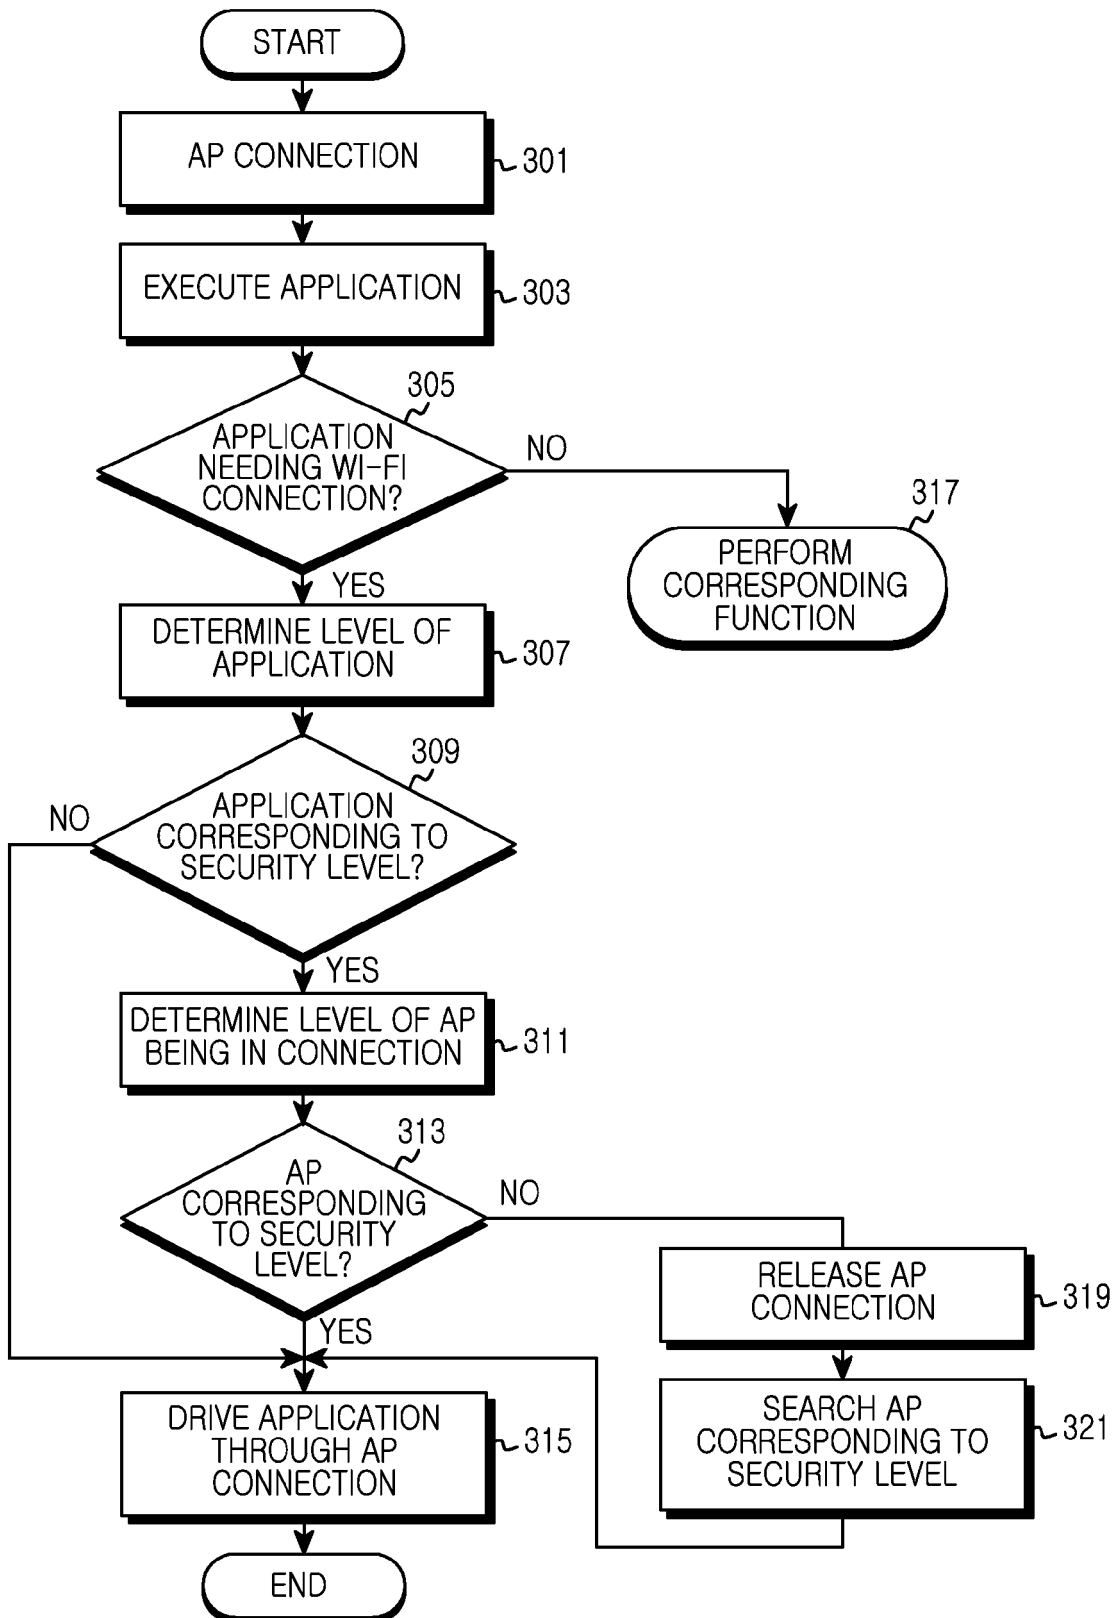 START
AP CONNECTION
301
EXECUTE APPLICATION
303
305
APPLICATION
NEEDING WI-FI
CONNECTION?
NO
317
PERFORM
CORRESPONDING
FUNCTION
YES
DETERMINE LEVEL OF
APPLICATION
307
309
APPLICATION
CORRESPONDING TO
SECURITY LEVEL?
NO
YES
DETERMINE LEVEL OF AP
BEING IN CONNECTION
311
313
AP
CORRESPONDING
TO SECURITY
LEVEL?
NO
RELEASE AP
CONNECTION
319
YES
SEARCH AP
CORRESPONDING TO
SECURITY LEVEL
321
DRIVE APPLICATION
THROUGH AP
CONNECTION
315
END